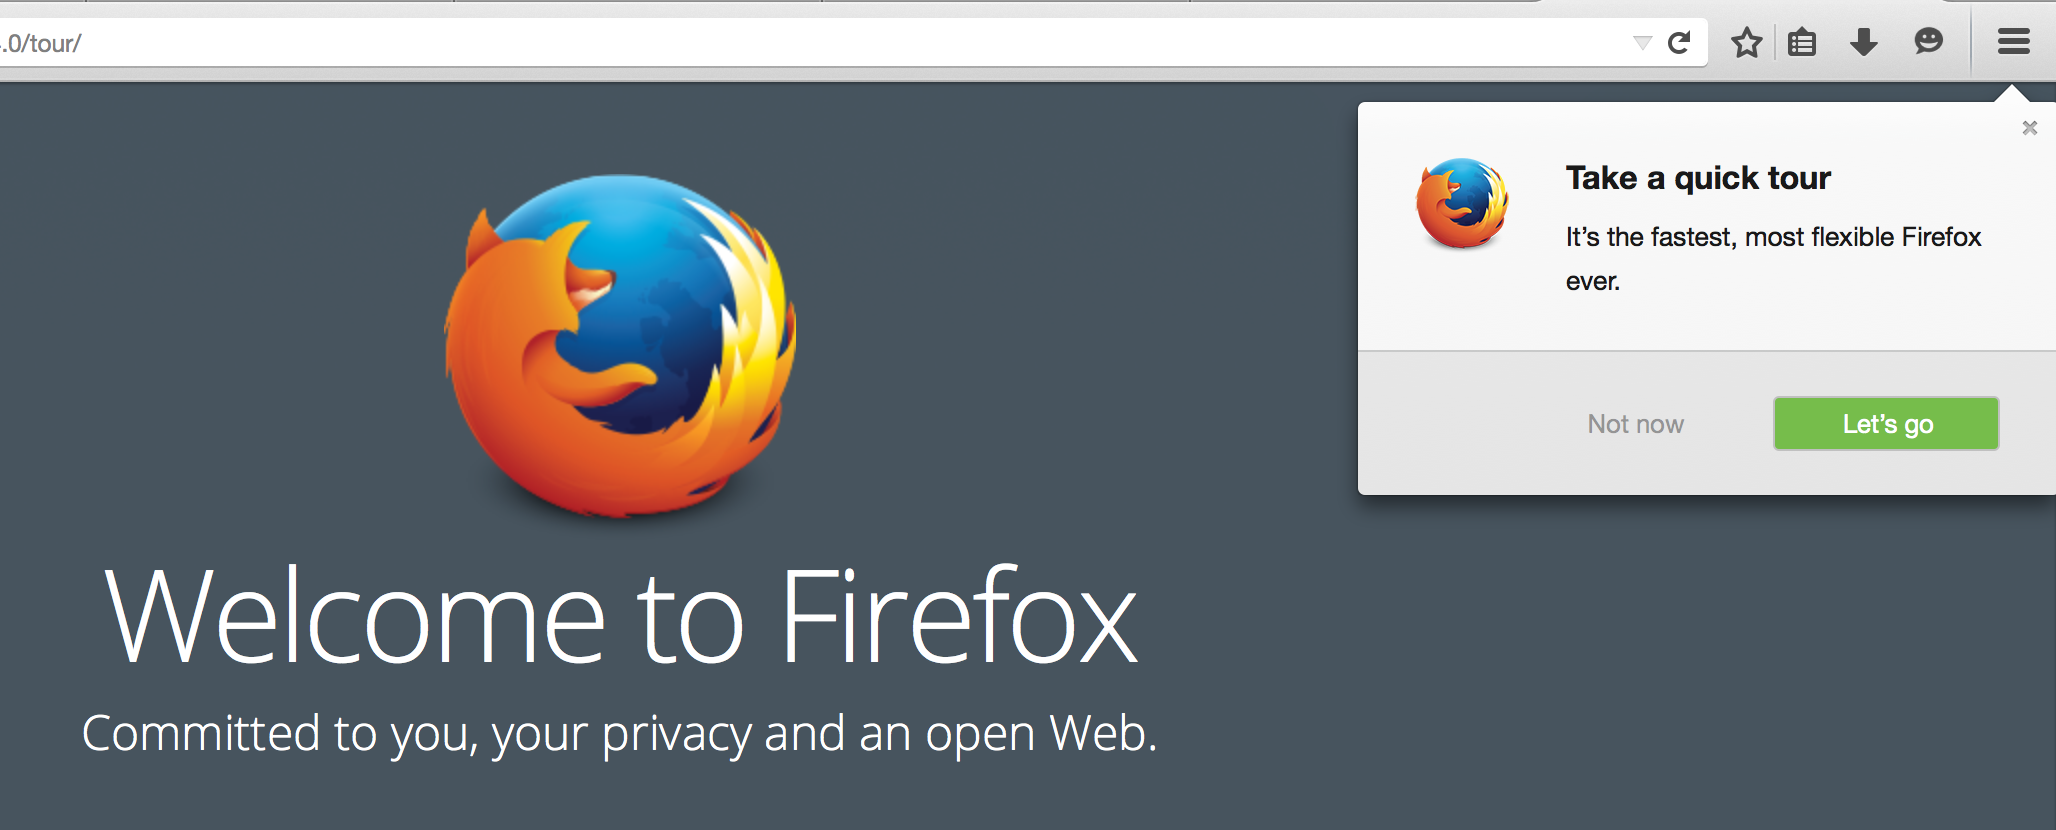 .0/tour/
Take a quick tour
It’s the fastest, most flexible Firefox
ever.
Not now
Let’s go
Welcome to Firefox
Committed to you, your privacy and an open Web.